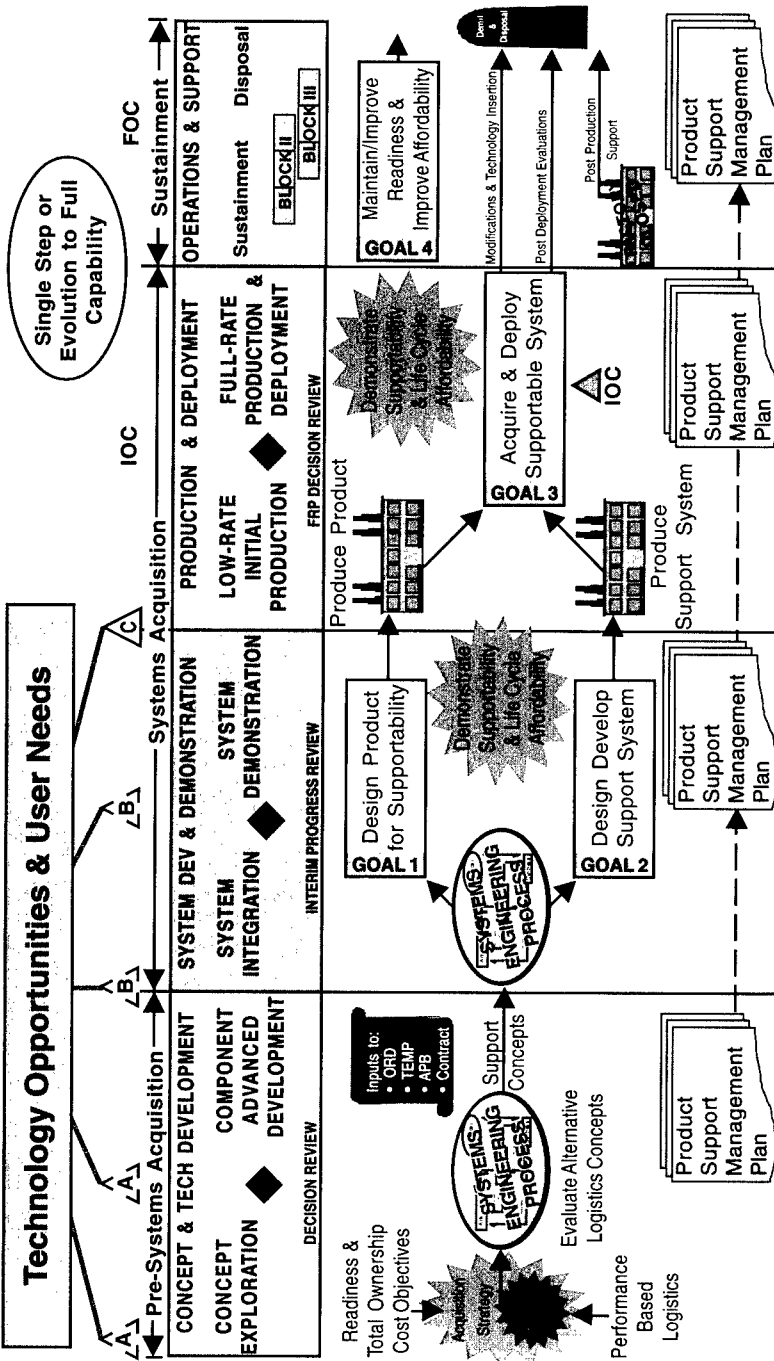 Technology Opportunities & User Needs
Single Step or
Evolution to Full
Capability
A
A
B
B
C
IOC
FOC
Pre-Systems Acquisition
Systems Acquisition
Sustainment
CONCEPT & TECH DEVELOPMENT
CONCEPT
EXPLORATION
COMPONENT
ADVANCED
DEVELOPMENT
DECISION REVIEW
SYSTEM DEV & DEMONSTRATION
SYSTEM
INTEGRATION
SYSTEM
DEMONSTRATION
INTERIM PROGRESS REVIEW
PRODUCTION & DEPLOYMENT
LOW-RATE
INITIAL
PRODUCTION
FULL-RATE
PRODUCTION &
DEPLOYMENT
FRP DECISION REVIEW
OPERATIONS & SUPPORT
Sustainment
Disposal
BLOCK II
BLOCK III
Readiness &
Total Ownership
Cost Objectives
Acquisition
Strategy
Performance
Based
Logistics
Inputs to:
• ORD
• TEMP
• APB
• Contract
SYSTEMS
ENGINEERING
PROCESS
Support
Concepts
Evaluate Alternative
Logistics Concepts
SYSTEMS
ENGINEERING
PROCESS
Design Product
for Supportability
GOAL 1
Design Develop
Support System
GOAL 2
Demonstrate
Supportability
& Life Cycle
Affordability
Produce Product
Produce
Support System
Demonstrate
Supportability
& Life Cycle
Affordability
Acquire & Deploy
Supportable System
GOAL 3
IOC
Maintain/Improve
Readiness &
Improve Affordability
GOAL 4
Modifications & Technology Insertion
Post Deployment Evaluations
Post Production
Support
Demil
&
Disposal
Product
Support
Management
Plan
Product
Support
Management
Plan
Product
Support
Management
Plan
Product
Support
Management
Plan